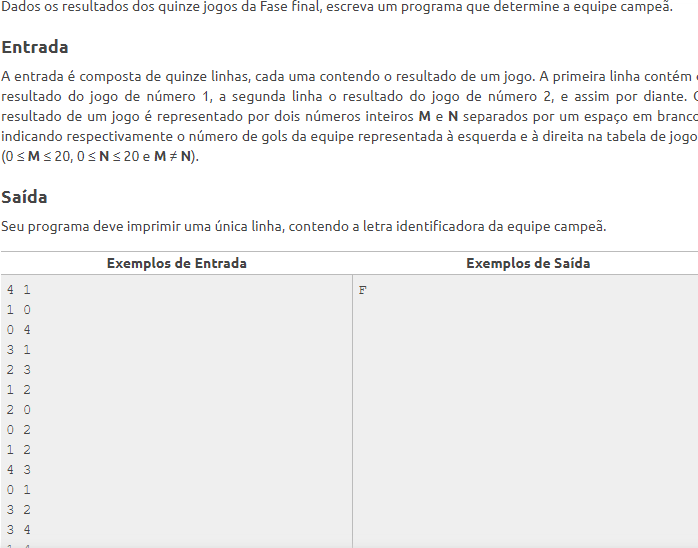 Dados os resultados dos quinze jogos da Fase final, escreva um programa que determine a equipe campeã.
Entrada
A entrada é composta de quinze linhas, cada uma contendo o resultado de um jogo. A primeira linha contém
resultado do jogo de número 1, a segunda linha o resultado do jogo de número 2, e assim por diante.
resultado de um jogo é representado por dois números inteiros M e N separados por um espaço em branco
indicando respectivamente o número de gols da equipe representada à esquerda e à direita na tabela de jogo
(0 ≤ M ≤ 20, 0 ≤ N ≤ 20 e M ≠ N).
Saída
Seu programa deve imprimir uma única linha, contendo a letra identificadora da equipe campeã.
Exemplos de Entrada Exemplos de Saída
4 1 F
1 0
0 4
3 1
2 3
1 2
2 0
0 2
1 2
4 3
0 1
3 2
3 4